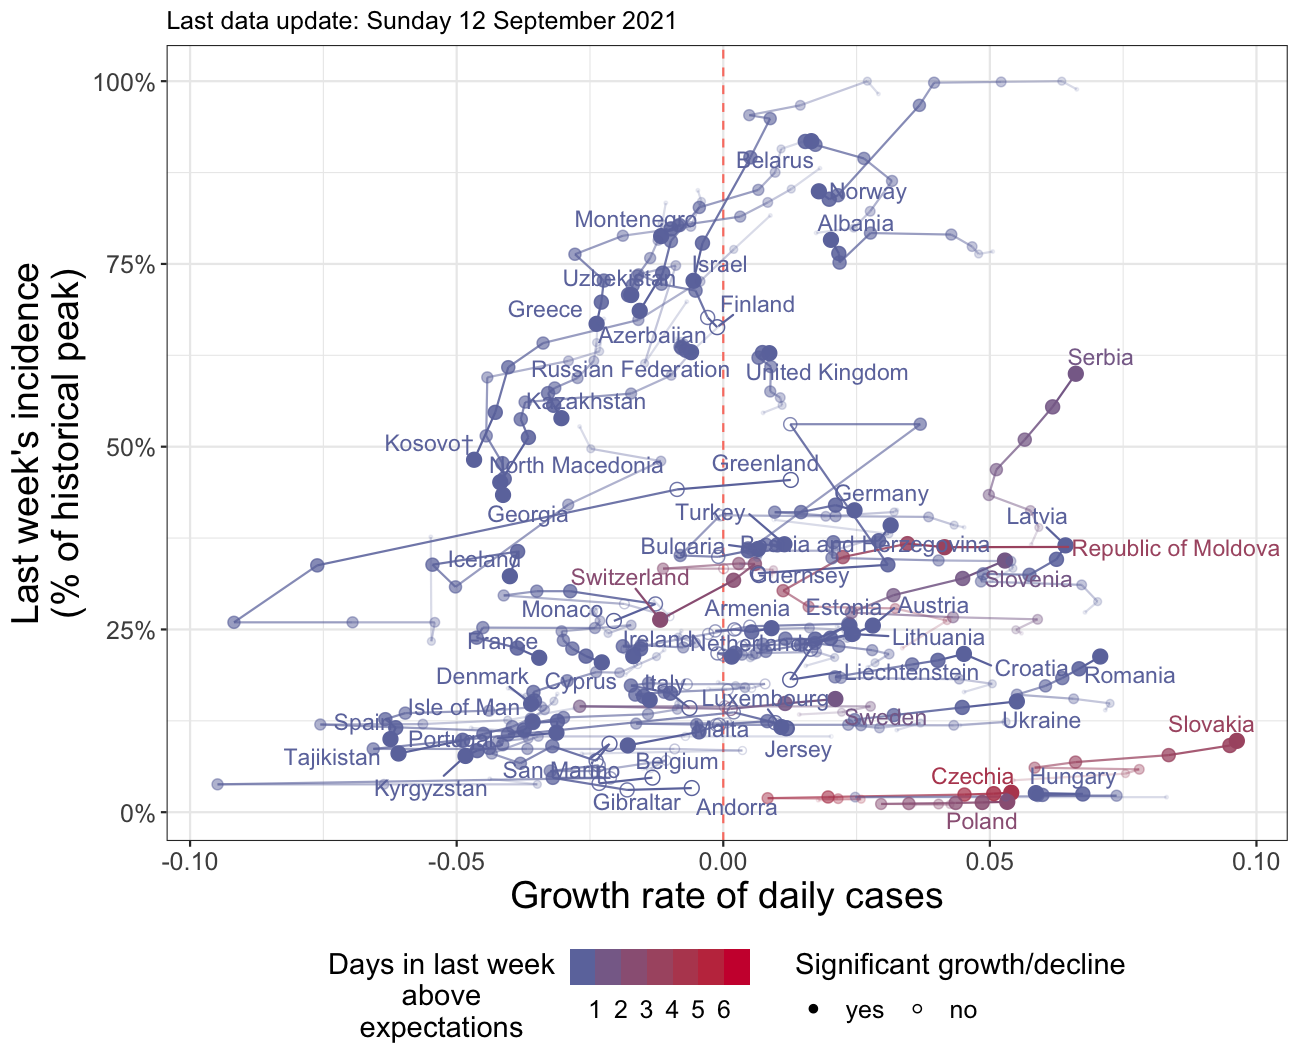 Last data update: Sunday 12 September 2021
100%
75%
50%
25%
0%
Last week's incidence
(% of historical peak)
Belarus
Norway
Montenegro
Albania
Israel
Uzbekistan
Greece
Finland
Azerbaijan
Russian Federation
United Kingdom
Serbia
Kazakhstan
Kosovo†
North Macedonia
Greenland
Georgia
Germany
Turkey
Latvia
Bulgaria
Bosnia and Herzegovina
Republic of Moldova
Iceland
Switzerland
Guernsey
Slovenia
Monaco
Armenia
Estonia
Austria
France
Ireland
Netherlands
Lithuania
Denmark
Cyprus
Italy
Liechtenstein
Croatia
Romania
Isle of Man
Luxembourg
Spain
Portugal
Malta
Sweden
Ukraine
Slovakia
Tajikistan
Jersey
San Marino
Belgium
Kyrgyzstan
Gibraltar
Andorra
Czechia
Hungary
Poland
-0.10
-0.05
0.00
0.05
0.10
Growth rate of daily cases
Days in last week
above
expectations
1 2 3 4 5 6
Significant growth/decline
yes
no